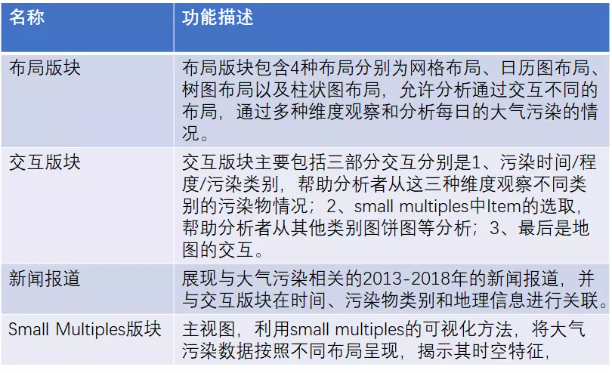 名称 功能描述
布局版块 布局版块包含4种布局分别为网格布局、日历图布局、
树图布局以及柱状图布局，允许分析通过交互不同的
布局，通过多种维度观察和分析每日的大气污染的情
况。
交互版块 交互版块主要包括三部分交互分别是1、污染时间/程
度/污染类别，帮助分析者从这三种维度观察不同类
别的污染物情况；2、small multiples中Item的选取，
帮助分析者从其他类别图饼图等分析；3、最后是地
图的交互。
新闻报道 展现与大气污染相关的2013-2018年的新闻报道，并
与交互版块在时间、污染物类别和地理信息进行关联。
Small Multiples版块 主视图，利用small multiples的可视化方法，将大气
污染数据按照不同布局呈现，揭示其时空特征，